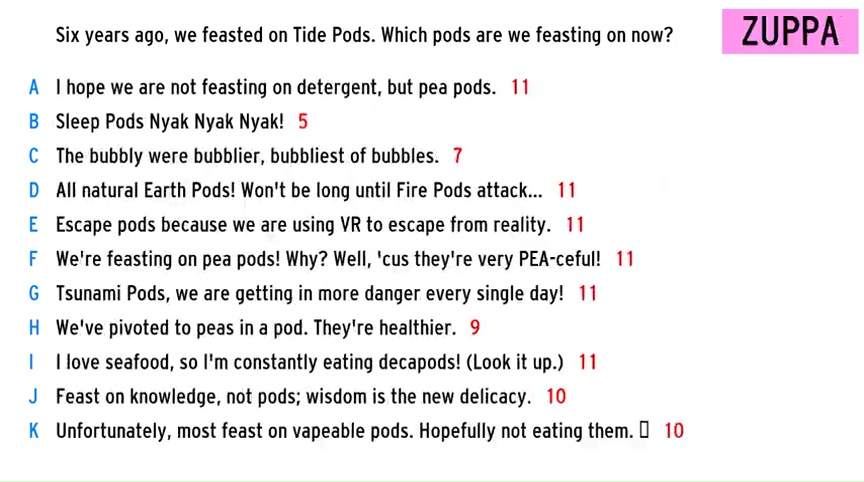 Six years ago, we feasted on Tide Pods. Which pods are we feasting on now?
ZUPPA
A I hope we are not feasting on detergent, but pea pods. 11
B Sleep Pods Nyak Nyak Nyak! 5
C The bubbly were bubblier, bubbliest of bubbles. 7
D All natural Earth Pods! Won't be long until Fire Pods attack... 11
E Escape pods because we are using VR to escape from reality. 11
F We're feasting on pea pods! Why? Well, 'cus they're very PEA-ceful! 11
G Tsunami Pods, we are getting in more danger every single day! 11
H We've pivoted to peas in a pod. They're healthier. 9
I I love seafood, so I'm constantly eating decapods! (Look it up.) 11
J Feast on knowledge, not pods; wisdom is the new delicacy. 10
K Unfortunately, most feast on vapeable pods. Hopefully not eating them. ▯ 10